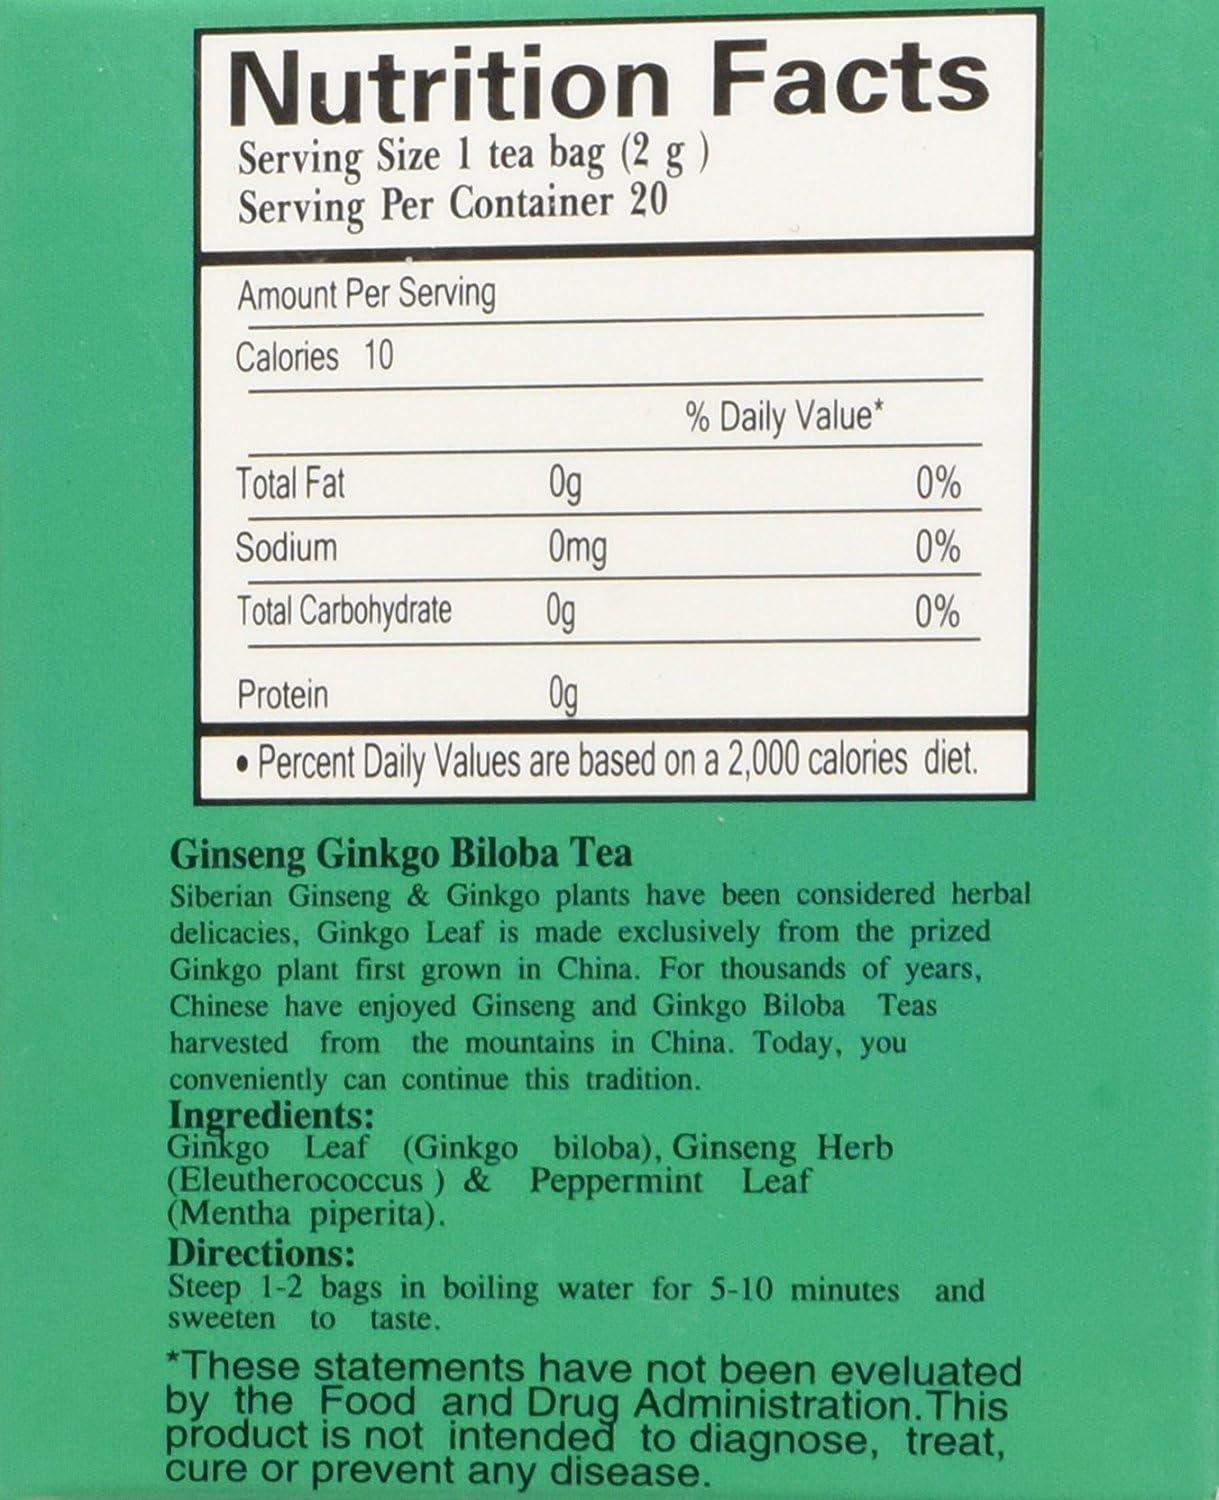 Nutrition Facts
Serving Size 1 tea bag (2 g )
Serving Per Container 20
Amount Per Serving
Calories 10
% Daily Value*
Total Fat 0g 0%
Sodium 0mg 0%
Total Carbohydrate 0g 0%
Protein 0g
• Percent Daily Values are based on a 2,000 calories diet.
Ginseng Ginkgo Biloba Tea
Siberian Ginseng & Ginkgo plants have been considered herbal
delicacies, Ginkgo Leaf is made exclusively from the prized
Ginkgo plant first grown in China. For thousands of years,
Chinese have enjoyed Ginseng and Ginkgo Biloba Teas
harvested from the mountains in China. Today, you
conveniently can continue this tradition.
Ingredients:
Ginkgo Leaf (Ginkgo biloba), Ginseng Herb
(Eleutherococcus ) & Peppermint Leaf
(Mentha piperita).
Directions:
Steep 1-2 bags in boiling water for 5-10 minutes and
sweeten to taste.
*These statements have not been eveluated
by the Food and Drug Administration. This
product is not intended to diagnose, treat,
cure or prevent any disease.